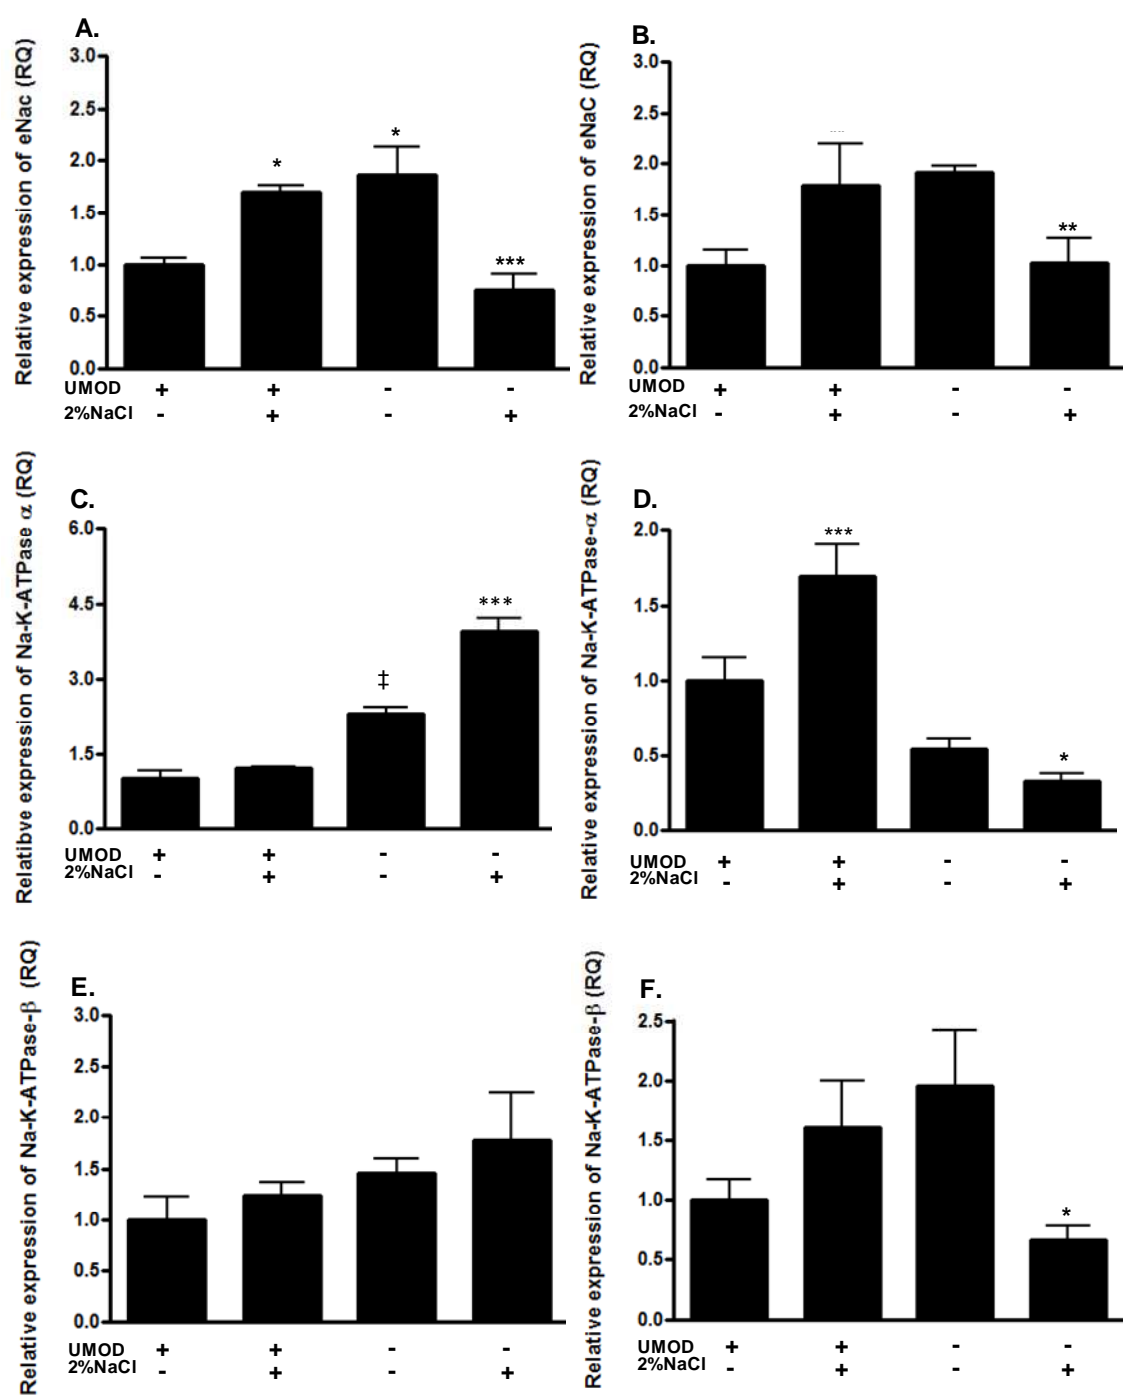 A.
Relative expression of eNac (RQ)
3.0
2.5
2.0
1.5
1.0
0.5
0.0
*
*
***
UMOD + + - -
2%NaCl - + - +
B.
Relative expression of eNaC (RQ)
3.0
2.5
2.0
1.5
1.0
0.5
0.0
**
UMOD + + - -
2%NaCl - + - +
C.
Relatibve expression of Na-K-ATPase α (RQ)
6.0
4.5
3.0
1.5
0.0
‡
***
UMOD + + - -
2%NaCl - + - +
D.
Relative expression of Na-K-ATPase-α (RQ)
2.0
1.5
1.0
0.5
0.0
***
*
UMOD + + - -
2%NaCl - + - +
E.
Relative expression of Na-K-ATPase-β (RQ)
3.0
2.5
2.0
1.5
1.0
0.5
0.0
UMOD + + - -
2%NaCl - + - +
F.
Relative expression of Na-K-ATPase-β (RQ)
2.5
2.0
1.5
1.0
0.5
0.0
*
UMOD + + - -
2%NaCl - + - +